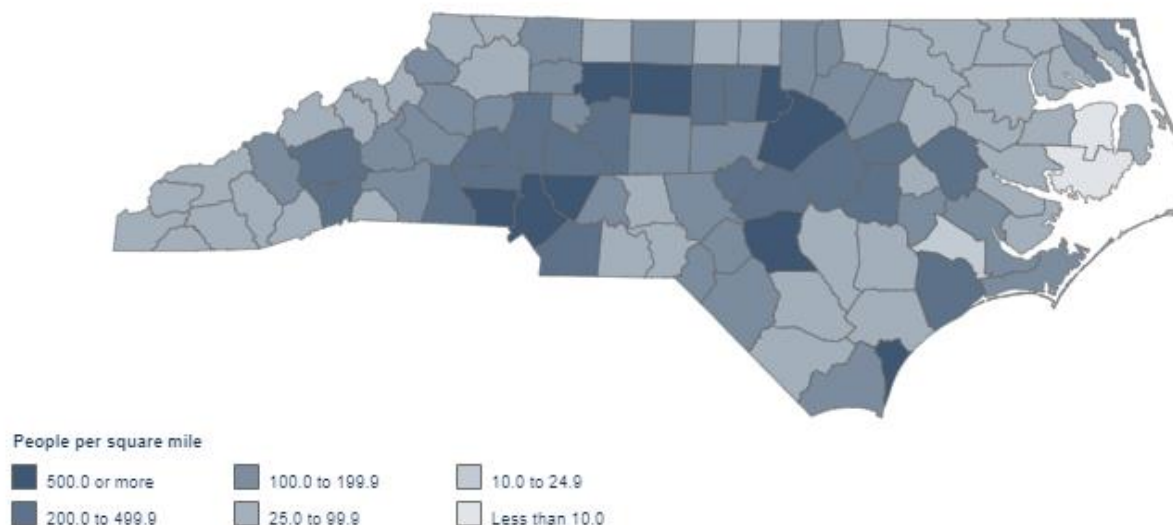 People per square mile
500.0 or more
100.0 to 199.9
10.0 to 24.9
200.0 to 499.9
25.0 to 99.9
Less than 10.0